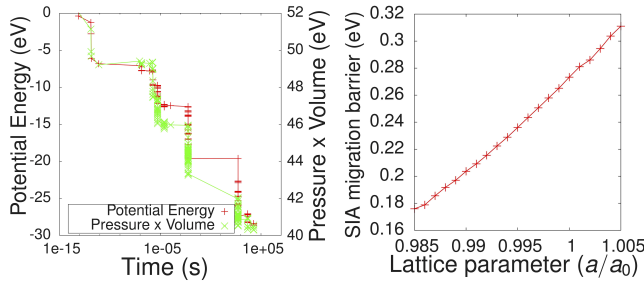 0
-5
-10
-15
-20
-25
-30
Potential Energy (eV)
1e-15
1e-05
1e+05
Time (s)
Potential Energy
Pressure x Volume
52
50
48
46
44
42
40
Pressure x Volume (eV)
0.32
0.3
0.28
0.26
0.24
0.22
0.2
0.18
0.16
SIA migration barrier (eV)
0.985
0.99
0.995
1
1.005
Lattice parameter (a/a0)